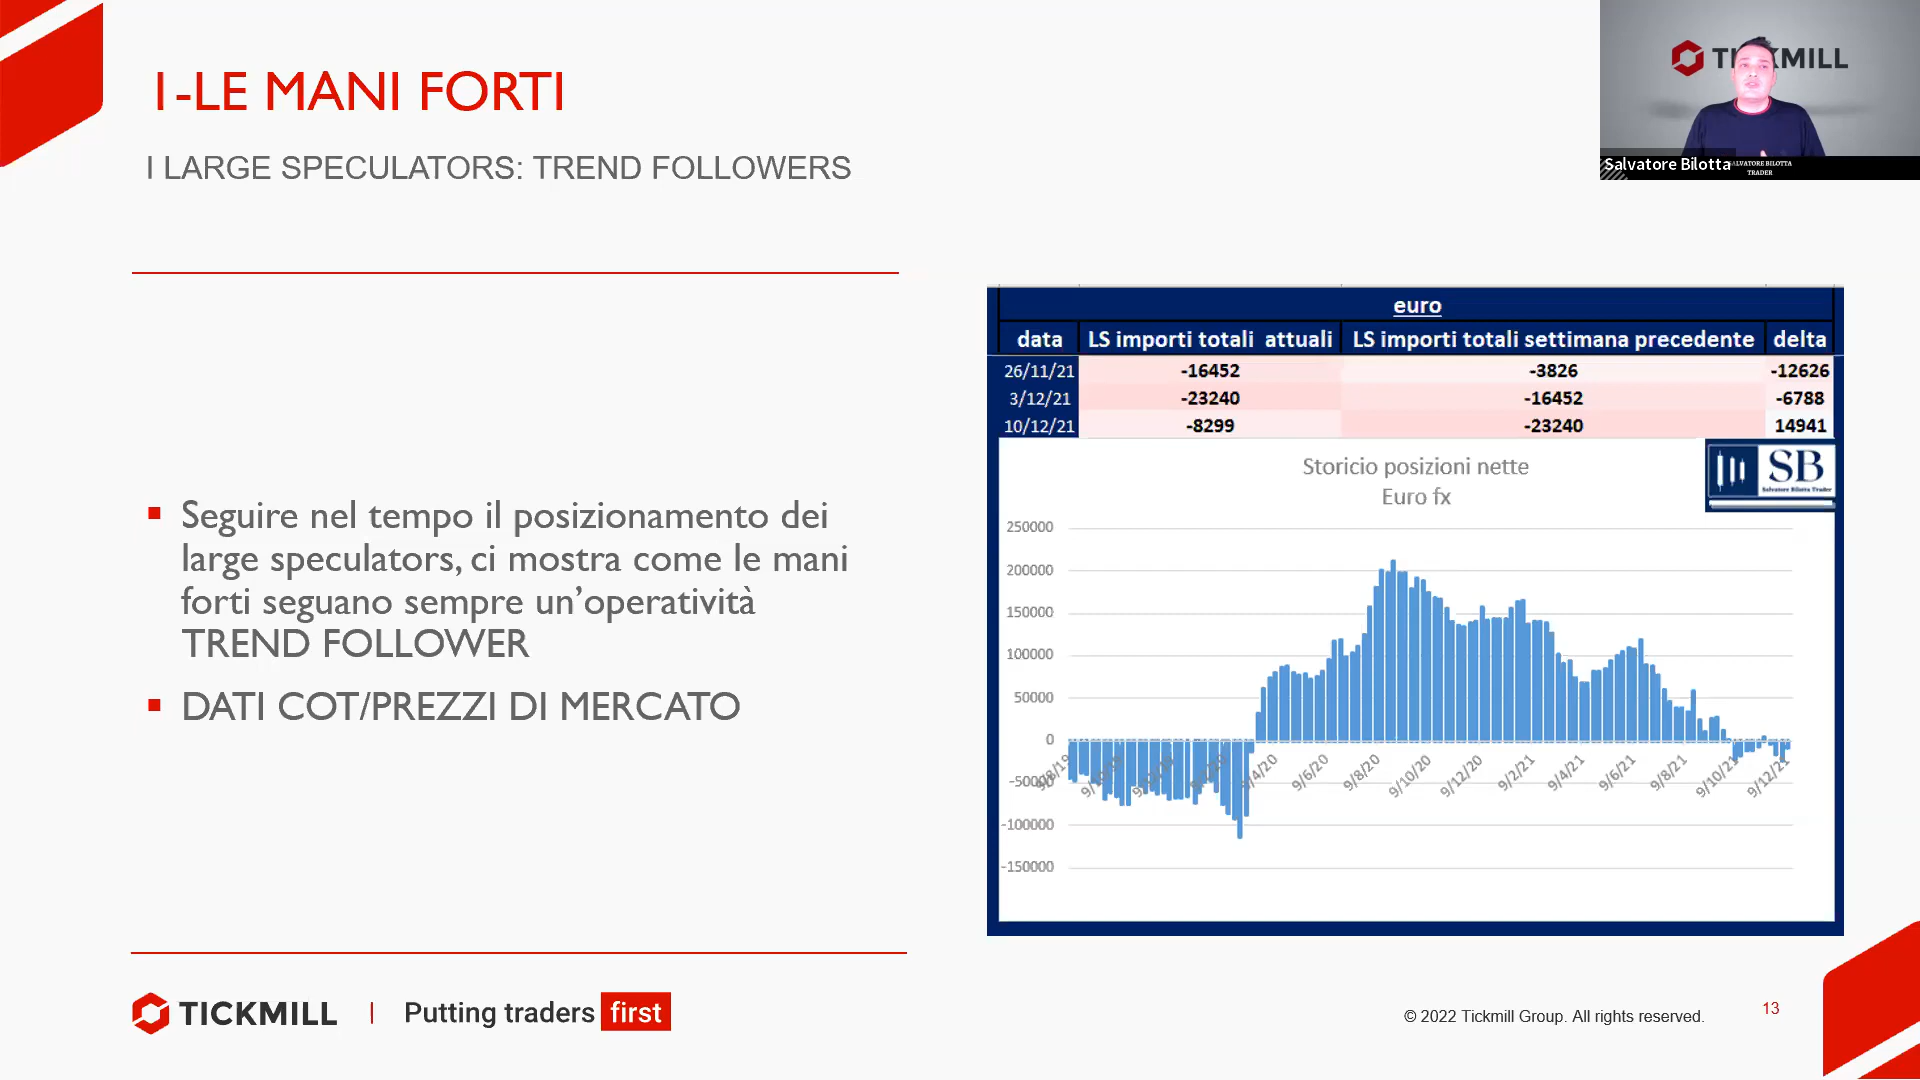 1-LE MANI FORTI
I LARGE SPECULATORS: TREND FOLLOWERS
TICKMILL
Salvatore Bilotta
SALVATORE BILOTTA
TRADER
Seguire nel tempo il posizionamento dei
large speculators, ci mostra come le mani
forti seguano sempre un’operatività
TREND FOLLOWER
DATI COT/PREZZI DI MERCATO
euro
data LS importi totali attuali LS importi totali settimana precedente delta
26/11/21 -16452 -3826 -12626
3/12/21 -23240 -16452 -6788
10/12/21 -8299 -23240 14941
Storicio posizioni nette
Euro fx
SB
Salvatore Bilotta Trader
250000
200000
150000
100000
50000
0
-50000
-100000
-150000
9/4/20 9/6/20 9/8/20 9/10/20 9/12/20 9/2/21 9/4/21 9/6/21 9/8/21 9/10/21 9/12/21
TICKMILL | Putting traders first
© 2022 Tickmill Group. All rights reserved.
13